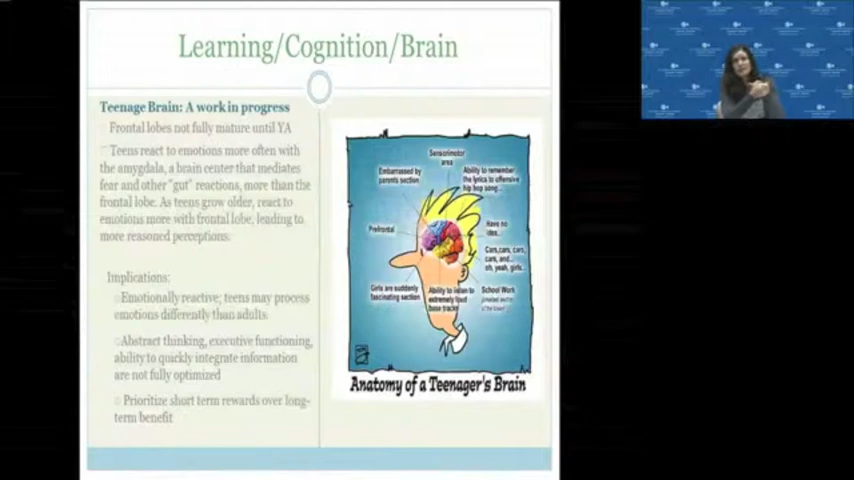 Learning/Cognition/Brain
Teenage Brain: A work in progress
Frontal lobes not fully mature until YA
Teens react to emotions more often with
the amygdala, a brain center that mediates
fear and other "gut" reactions, more than the
frontal lobe. As teens grow older, react to
emotions more with frontal lobe, leading to
more reasoned perceptions.
Implications:
Emotionally reactive; teens may process
emotions differently than adults.
Abstract thinking, executive functioning,
ability to quickly integrate information
are not fully optimized
Prioritize short term rewards over long-
term benefit
Sensorimotor
area
Embarrassed by
parents section
Ability to remember
the lyrics to offensive
hip hop song...
Prefrontal
Have no
idea...
Cars, cars, cars,
cars, and...
oh, yeah, girls..
Girls are suddenly
fascinating section
Ability to listen to
extremely loud
base tracks
School Work
Anatomy of a Teenager's Brain